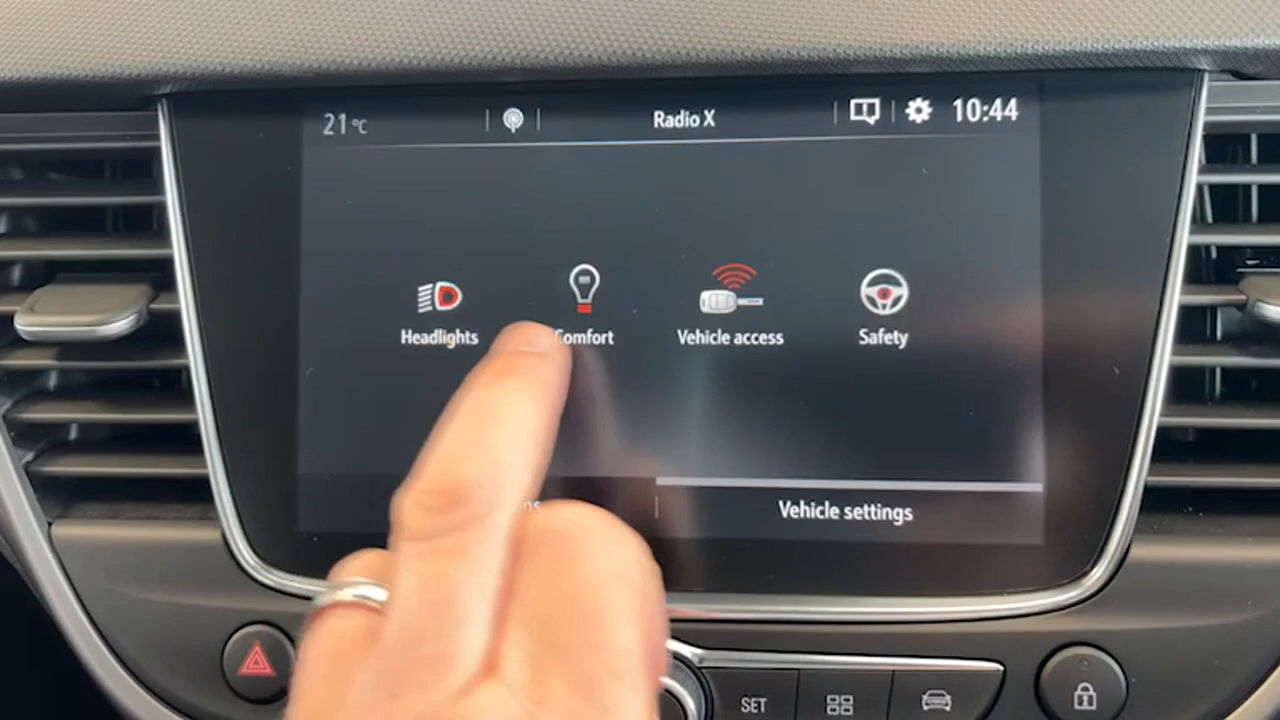 21°C Radio X 10:44
Headlights Comfort Vehicle access Safety
Vehicle settings
SET